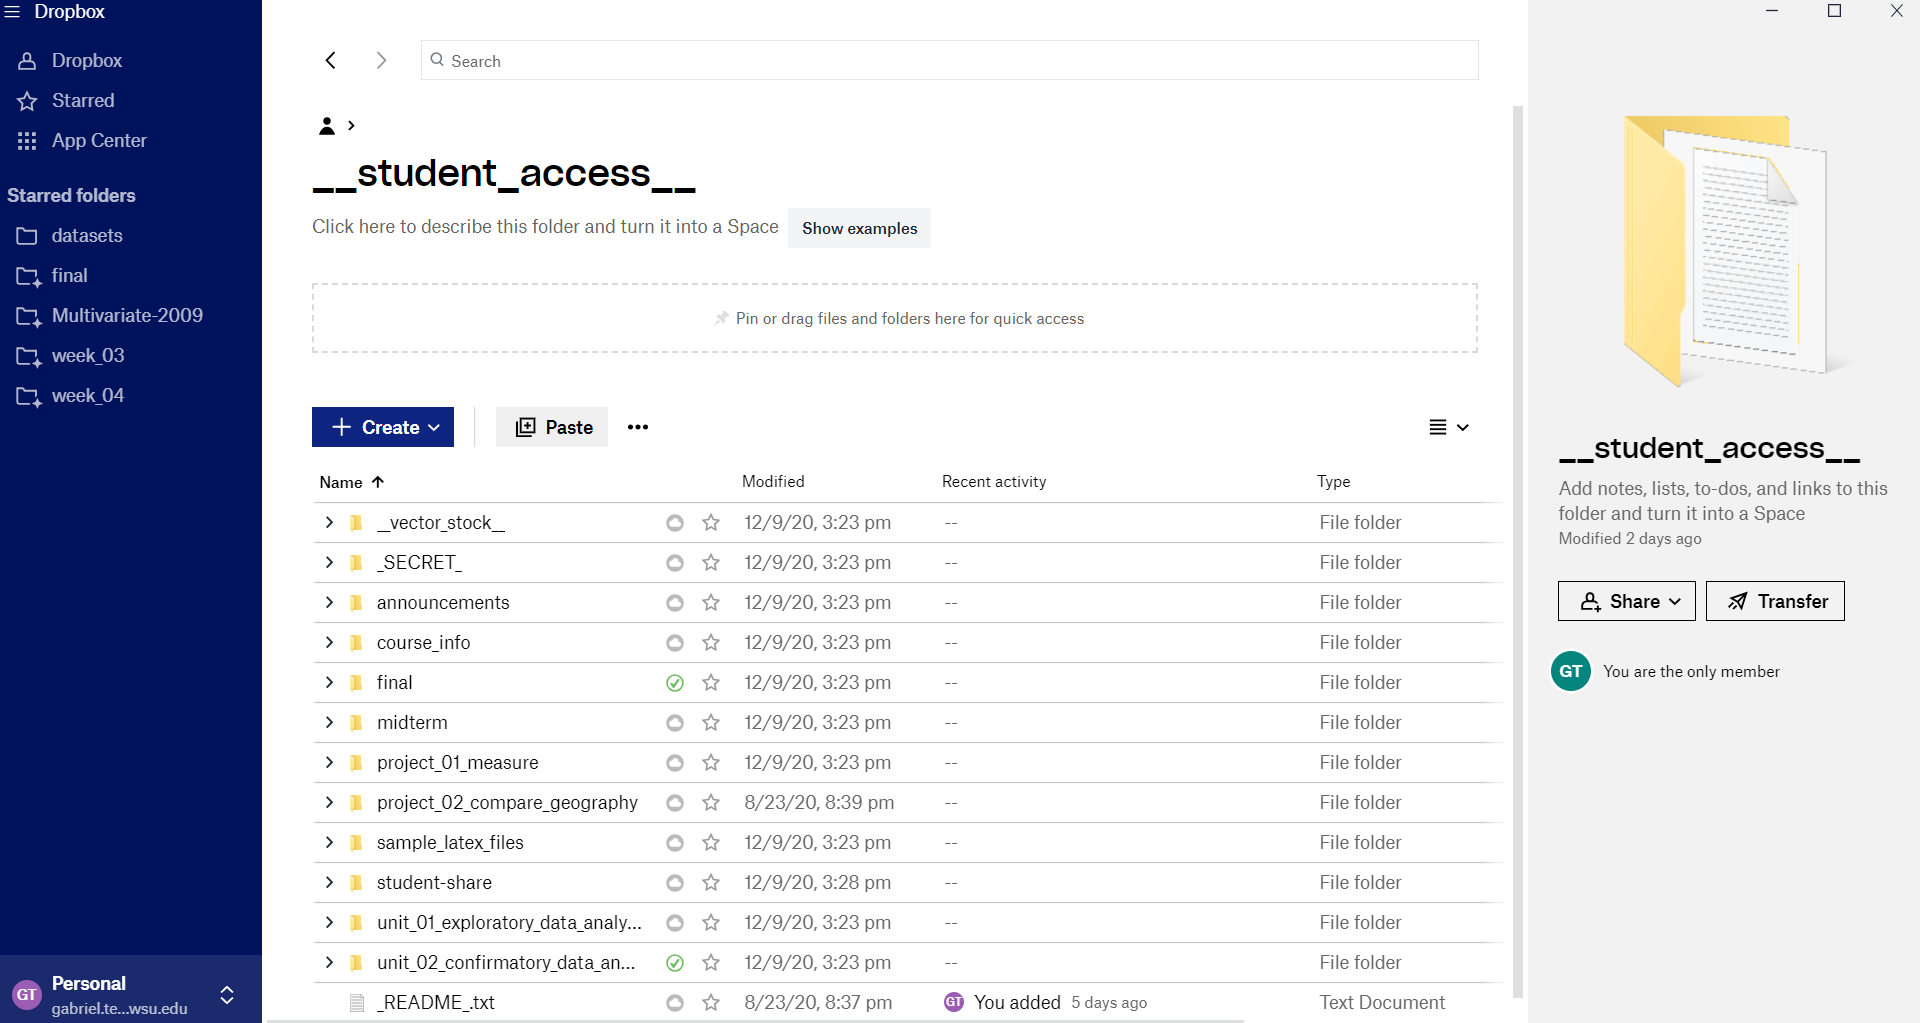 Dropbox
Dropbox
Starred
App Center
Starred folders
datasets
final
Multivariate-2009
week_03
week_04
GT
Personal
gabriel.te...wsu.edu
Search
__student_access__
Click here to describe this folder and turn it into a Space
Show examples
Pin or drag files and folders here for quick access
Create
Paste
Name Modified Recent activity Type
__vector_stock__ 12/9/20, 3:23 pm -- File folder
_SECRET_ 12/9/20, 3:23 pm -- File folder
announcements 12/9/20, 3:23 pm -- File folder
course_info 12/9/20, 3:23 pm -- File folder
final 12/9/20, 3:23 pm -- File folder
midterm 12/9/20, 3:23 pm -- File folder
project_01_measure 12/9/20, 3:23 pm -- File folder
project_02_compare_geography 8/23/20, 8:39 pm -- File folder
sample_latex_files 12/9/20, 3:23 pm -- File folder
student-share 12/9/20, 3:28 pm -- File folder
unit_01_exploratory_data_analy... 12/9/20, 3:23 pm -- File folder
unit_02_confirmatory_data_an... 12/9/20, 3:23 pm -- File folder
_README_.txt 8/23/20, 8:37 pm GT You added 5 days ago Text Document
__student_access__
Add notes, lists, to-dos, and links to this
folder and turn it into a Space
Modified 2 days ago
Share
Transfer
GT You are the only member